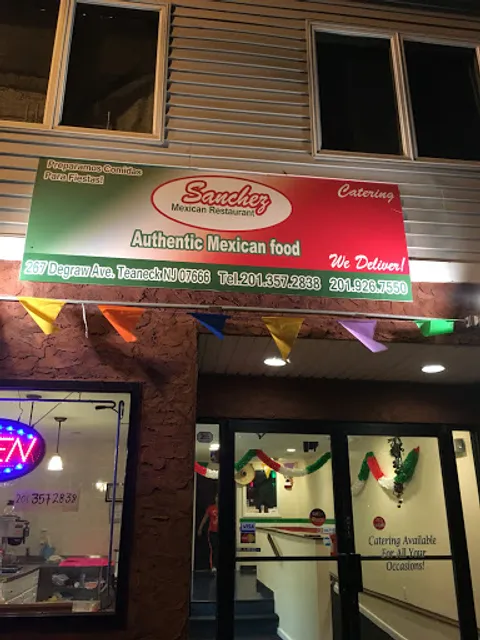 Preparamos Comidas
Para Fiestas!
Sanchez
Mexican Restaurant
Catering
Authentic Mexican food
We Deliver!
267 Degraw Ave. Teaneck NJ 07666 Tel.201.357.2838 201.926.7550
EN
201 357 2838
VISA
Catering Available
For All Your
Occasions!